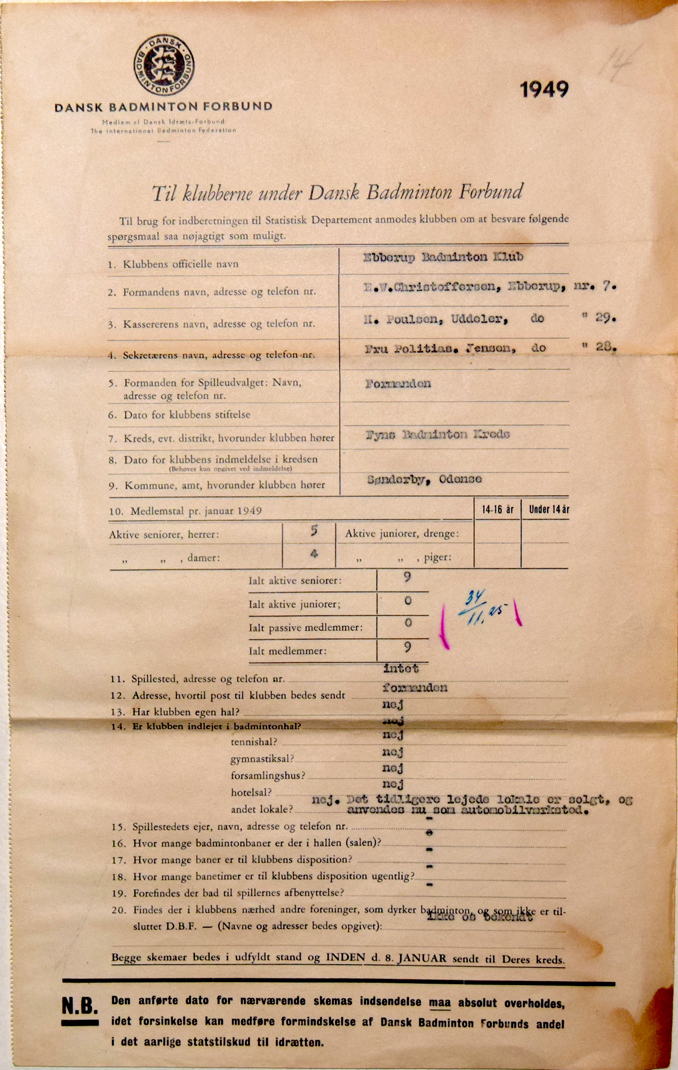 14
DANSK BADMINTON FORBUND
1949
DANSK BADMINTON FORBUND
Medlem af Dansk Idræts-Forbund
The International Badminton Federation
Til klubberne under Dansk Badminton Forbund
Til brug for indberetningen til Statistisk Departement anmodes klubben om at besvare følgende
spørgsmaal saa nøjagtigt som muligt.
1. Klubbens officielle navn Ebberup Badminton Klub
2. Formandens navn, adresse og telefon nr. E.W.Christoffersen, Ebberup, nr. 7.
3. Kassererens navn, adresse og telefon nr. H. Poulsen, Uddeler, do " 29.
4. Sekretærens navn, adresse og telefon nr. Fru Politias. Jensen, do " 28.
5. Formanden for Spilleudvalget: Navn, Formanden
adresse og telefon nr.
6. Dato for klubbens stiftelse
7. Kreds, evt. distrikt, hvorunder klubben hører Fyns Badminton Kreds
8. Dato for klubbens indmeldelse i kredsen
(Behøver kun opgivet ved indmeldelse)
9. Kommune, amt, hvorunder klubben hører Sønderby, Odense
10. Medlemstal pr. januar 1949 14-16 år Under 14 år
Aktive seniorer, herrer: 5 Aktive juniorer, drenge:
„ „ , damer: 4 „ „ , piger:
Ialt aktive seniorer: 9
Ialt aktive juniorer; 0
Ialt passive medlemmer: 0
Ialt medlemmer: 9
34
11,25
11. Spillested, adresse og telefon nr. intet
12. Adresse, hvortil post til klubben bedes sendt formanden
13. Har klubben egen hal? nej
14. Er klubben indlejet i badmintonhal? nej
tennishal? nej
gymnastiksal? nej
forsamlingshus? nej
hotelsal? nej
andet lokale? nej. Det tidligere lejede lokale er solgt, og
anvendes nu som automobilværksted.
15. Spillestedets ejer, navn, adresse og telefon nr. -
16. Hvor mange badmintonbaner er der i hallen (salen)? -
17. Hvor mange baner er til klubbens disposition? -
18. Hvor mange banetimer er til klubbens disposition ugentlig? -
19. Forefindes der bad til spillernes afbenyttelse? -
20. Findes der i klubbens nærhed andre foreninger, som dyrker badminton, og som ikke er til-
sluttet D.B.F. — (Navne og adresser bedes opgivet): ikke os bekendt
Begge skemaer bedes i udfyldt stand og INDEN d. 8. JANUAR sendt til Deres kreds.
N.B. Den anførte dato for nærværende skemas indsendelse maa absolut overholdes,
idet forsinkelse kan medføre formindskelse af Dansk Badminton Forbunds andel
i det aarlige statstilskud til idrætten.